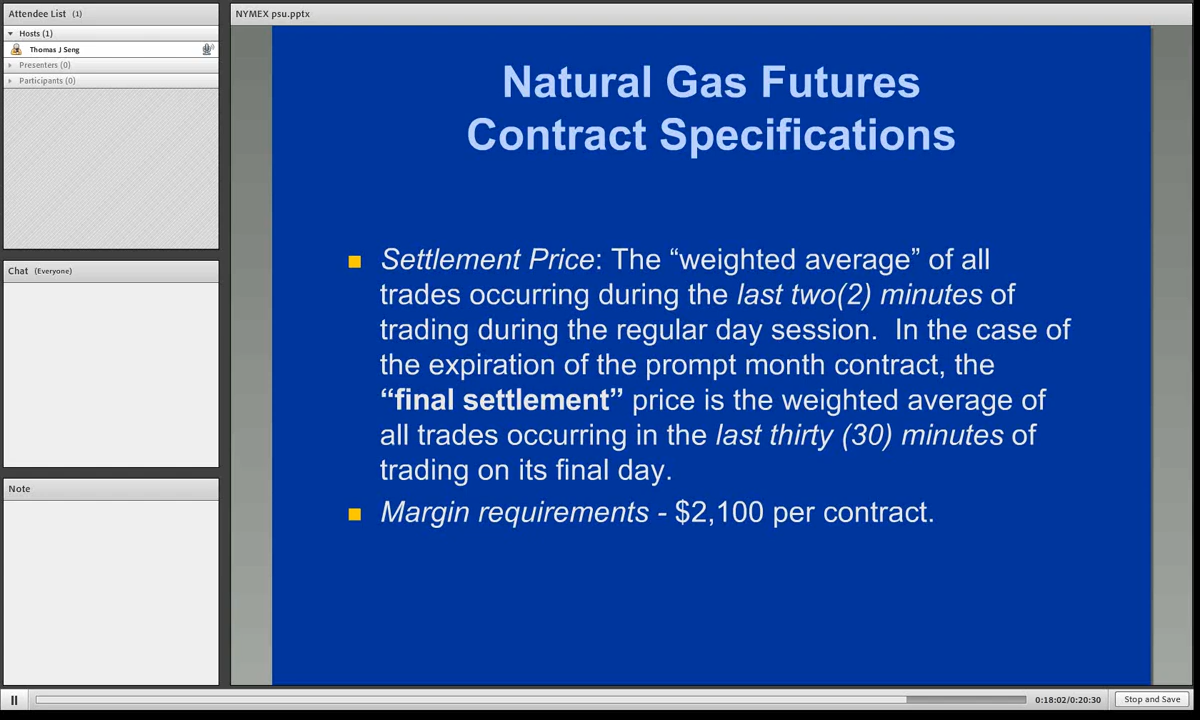 Attendee List (1)
Hosts (1)
Thomas J Seng
Presenters (0)
Participants (0)
Chat (Everyone)
Note
NYMEX psu.pptx
Natural Gas Futures
Contract Specifications
Settlement Price: The “weighted average” of all
trades occurring during the last two(2) minutes of
trading during the regular day session.  In the case of
the expiration of the prompt month contract, the
“final settlement” price is the weighted average of
all trades occurring in the last thirty (30) minutes of
trading on its final day.
Margin requirements - $2,100 per contract.
0:18:02/0:20:30
Stop and Save